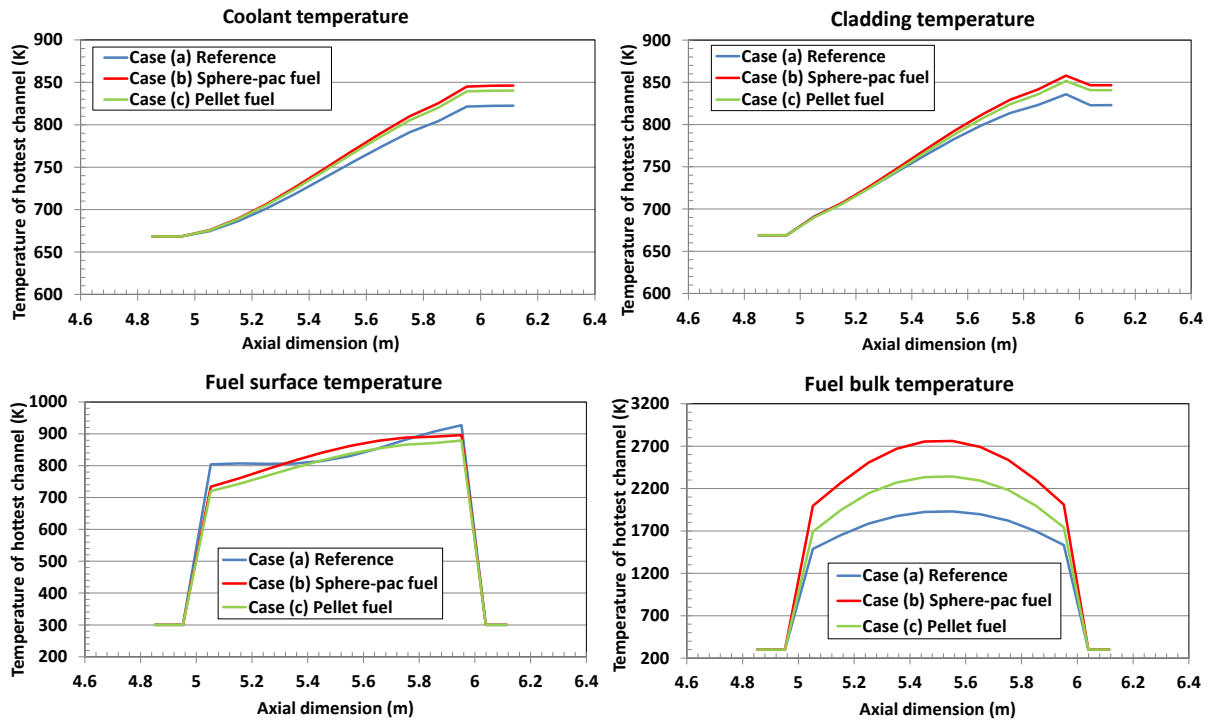 Coolant temperature
Temperature of hottest channel (K)
900
850
800
750
700
650
600
Case (a) Reference
Case (b) Sphere-pac fuel
Case (c) Pellet fuel
4.6 4.8 5 5.2 5.4 5.6 5.8 6 6.2 6.4
Axial dimension (m)
Cladding temperature
Temperature of hottest channel (K)
900
850
800
750
700
650
600
Case (a) Reference
Case (b) Sphere-pac fuel
Case (c) Pellet fuel
4.6 4.8 5 5.2 5.4 5.6 5.8 6 6.2 6.4
Axial dimension (m)
Fuel surface temperature
Temperature of hottest channel (K)
1000
900
800
700
600
500
400
300
200
Case (a) Reference
Case (b) Sphere-pac fuel
Case (c) Pellet fuel
4.6 4.8 5 5.2 5.4 5.6 5.8 6 6.2 6.4
Axial dimension (m)
Fuel bulk temperature
Temperature of hottest channel (K)
3200
2700
2200
1700
1200
700
200
Case (a) Reference
Case (b) Sphere-pac fuel
Case (c) Pellet fuel
4.6 4.8 5 5.2 5.4 5.6 5.8 6 6.2 6.4
Axial dimension (m)